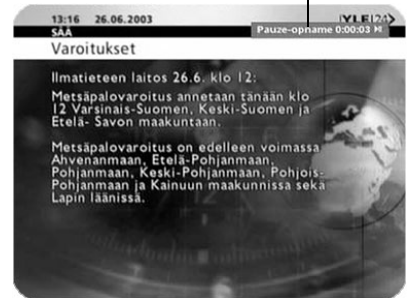 13:16 26.06.2003 YLE24
SÄÄ
Pauze-opname 0:00:03
Varoitukset
Ilmatieteen laitos 26.6. klo 12:
Metsäpalovaroitus annetaan tänään klo
12 Varsinais-Suomen, Keski-Suomen ja
Etelä- Savon maakuntaan.
Metsäpalovaroitus on edelleen voimassa
Ahvenanmaan, Etelä-Pohjanmaan,
Pohjanmaan, Keski-Pohjanmaan, Pohjois-
Pohjanmaan ja Kainuun maakunnissa sekä
Lapin läänissä.